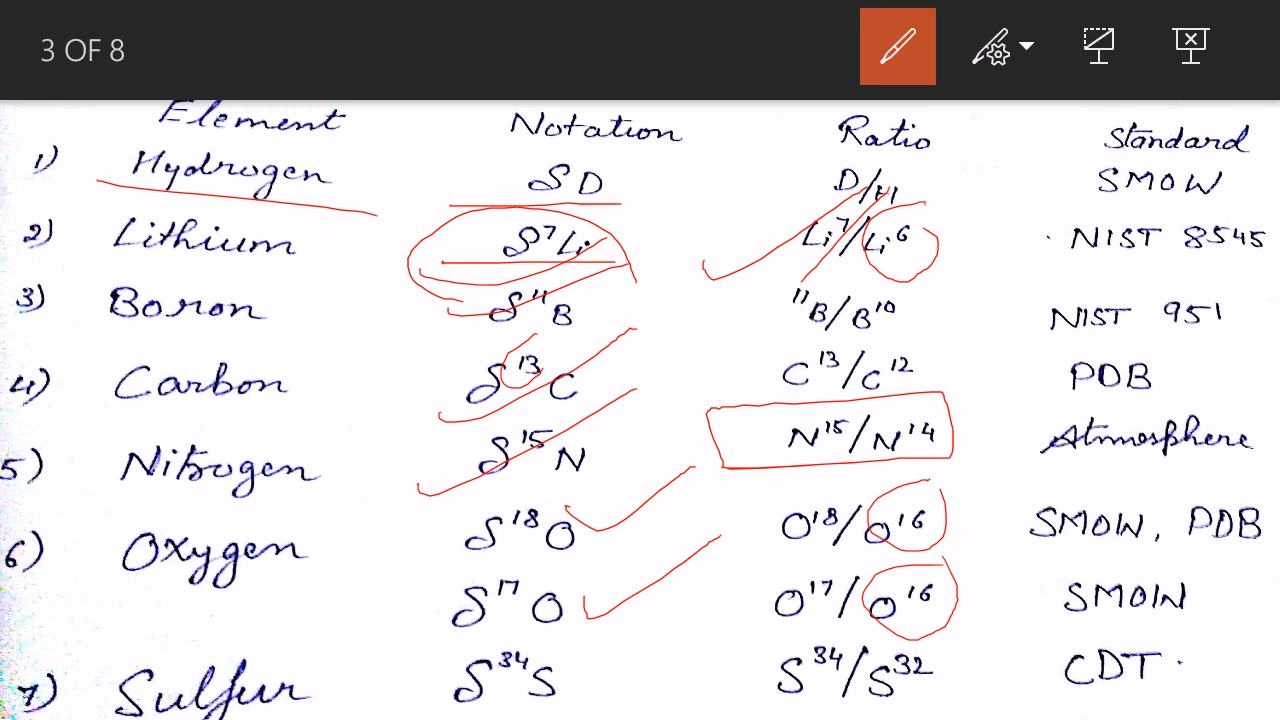 3 OF 8
Element Notation Ratio Standard
1) Hydrogen δD D/H SMOW
2) Lithium δ⁷Li Li⁷/Li⁶ NIST 8545
3) Boron δ¹¹B ¹¹B/B¹⁰ NIST 951
4) Carbon δ¹³C C¹³/C¹² PDB
5) Nitrogen δ¹⁵N N¹⁵/N¹⁴ Atmosphere
6) Oxygen δ¹⁸O O¹⁸/O¹⁶ SMOW, PDB
δ¹⁷O O¹⁷/O¹⁶ SMOW
7) Sulfur δ³⁴S S³⁴/S³² CDT.